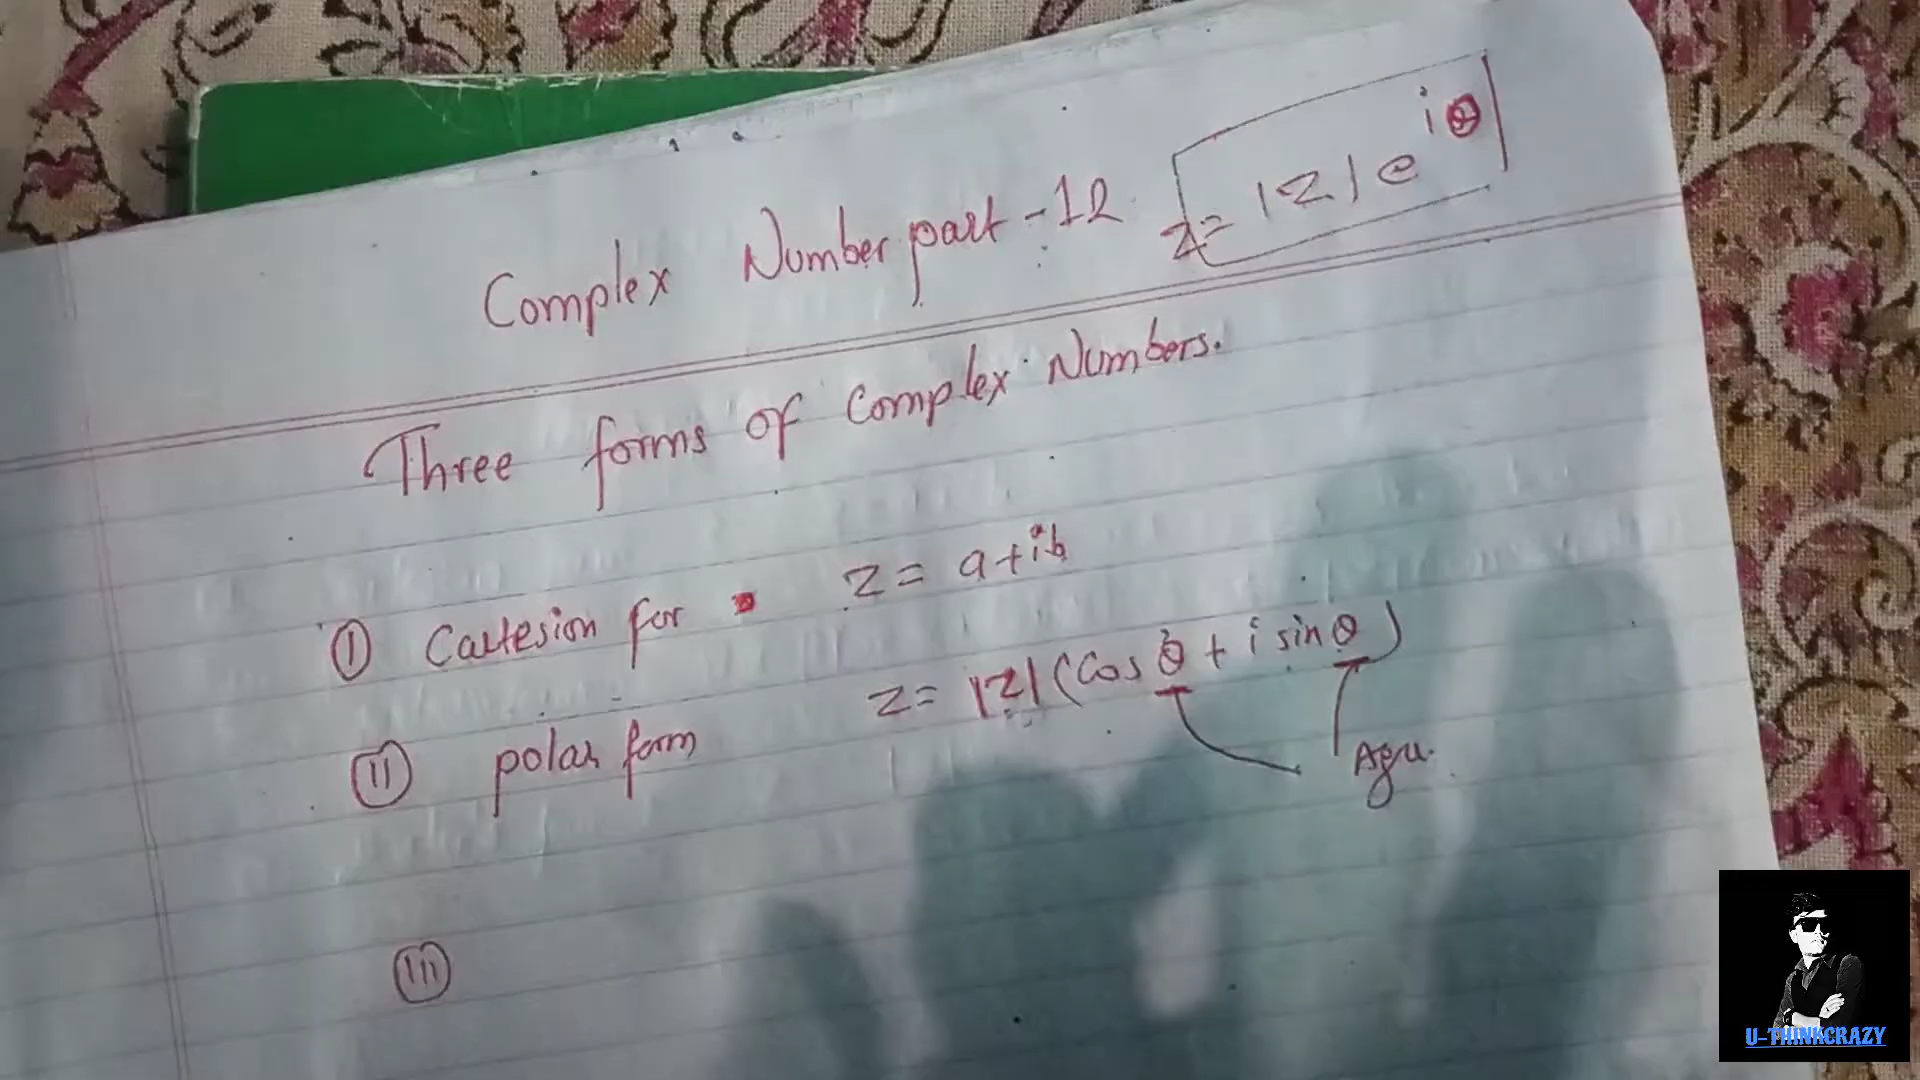 Complex Number part - 12
z = |z| e^iθ
Three forms of Complex Numbers.
(I) Cartesion for z = a+ib
(II) polar form z = |z| (Cos θ + i sin θ)
Agu.
(III)
U-THINKCRAZY